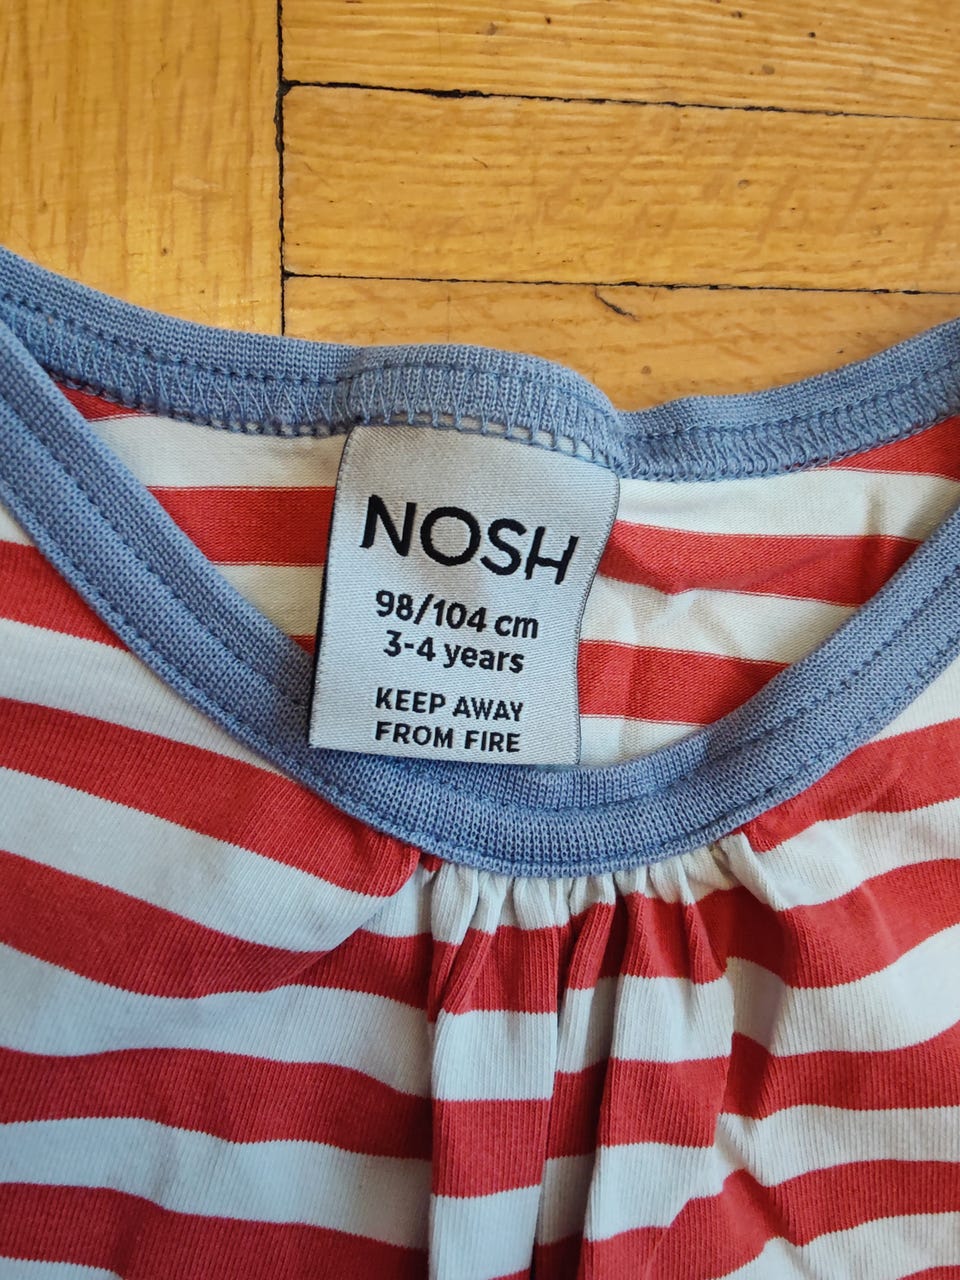 NOSH
98/104 cm
3-4 years
KEEP AWAY
FROM FIRE